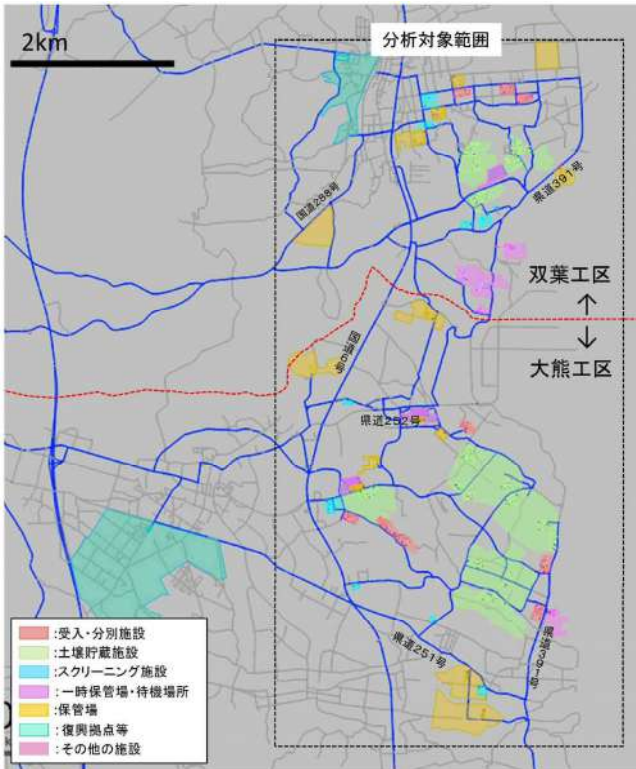 2km
分析対象範囲
国道288号
県道391号
双葉工区
大熊工区
国道6号
県道252号
県道251号
県道391号
:受入・分別施設
:土壌貯蔵施設
:スクリーニング施設
:一時保管場・待機場所
:保管場
:復興拠点等
:その他の施設